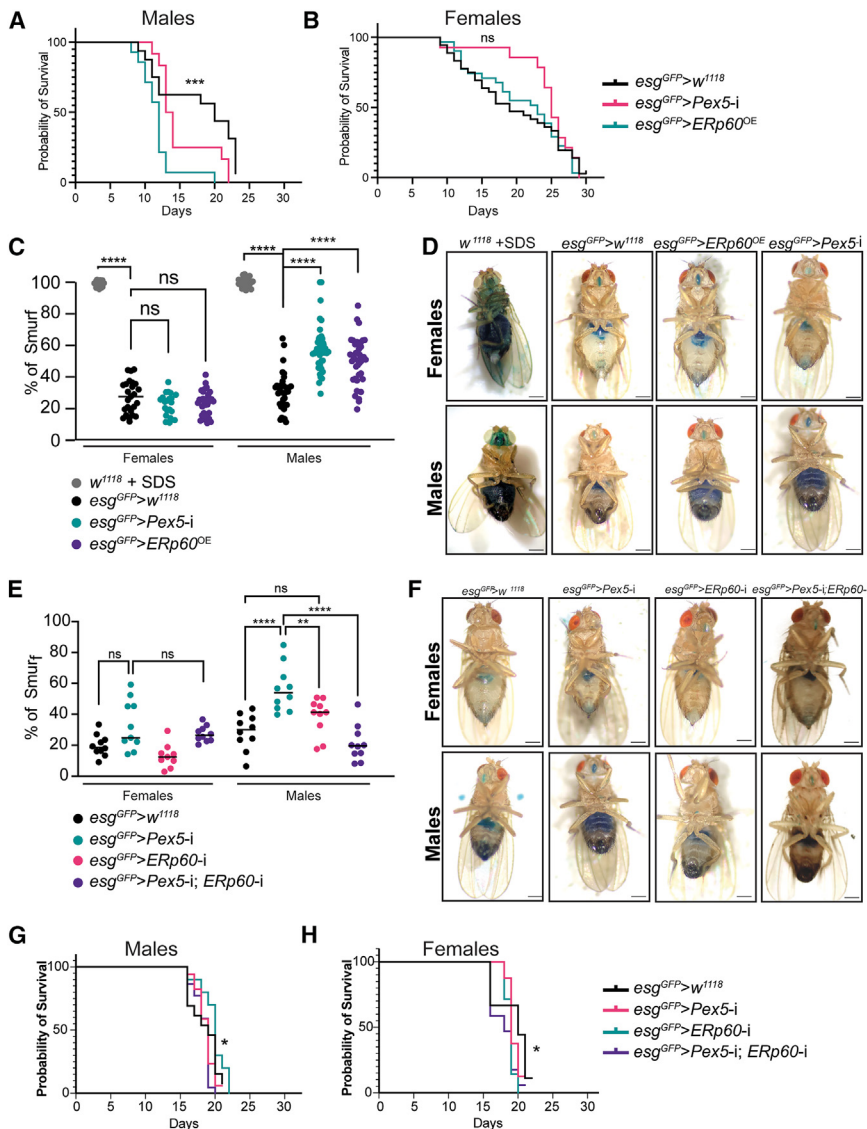 A
Males
Probability of Survival
100
50
0
0 5 10 15 20 25 30
Days
***
B
Females
Probability of Survival
100
50
0
0 5 10 15 20 25 30
Days
ns
esgGFP>w1118
esgGFP>Pex5-i
esgGFP>ERp60OE
C
% of Smurf
100
80
60
40
20
0
**** ns ns
**** **** ****
Females Males
w1118 + SDS
esgGFP>w1118
esgGFP>Pex5-i
esgGFP>ERp60OE
D
w1118 +SDS esgGFP>w1118 esgGFP>ERp60OE esgGFP>Pex5-i
Females
Males
E
% of Smurf
100
80
60
40
20
0
ns ns
ns **** ** ****
Females Males
esgGFP>w1118
esgGFP>Pex5-i
esgGFP>ERp60-i
esgGFP>Pex5-i; ERp60-i
F
esgGFP>w 1118 esgGFP>Pex5-i esgGFP>ERp60-i esgGFP>Pex5-i;ERp60-
Females
Males
G
Males
Probability of Survival
100
50
0
0 5 10 15 20 25 30
Days
*
H
Females
Probability of Survival
100
50
0
0 5 10 15 20 25 30
Days
*
esgGFP>w1118
esgGFP>Pex5-i
esgGFP>ERp60-i
esgGFP>Pex5-i; ERp60-i